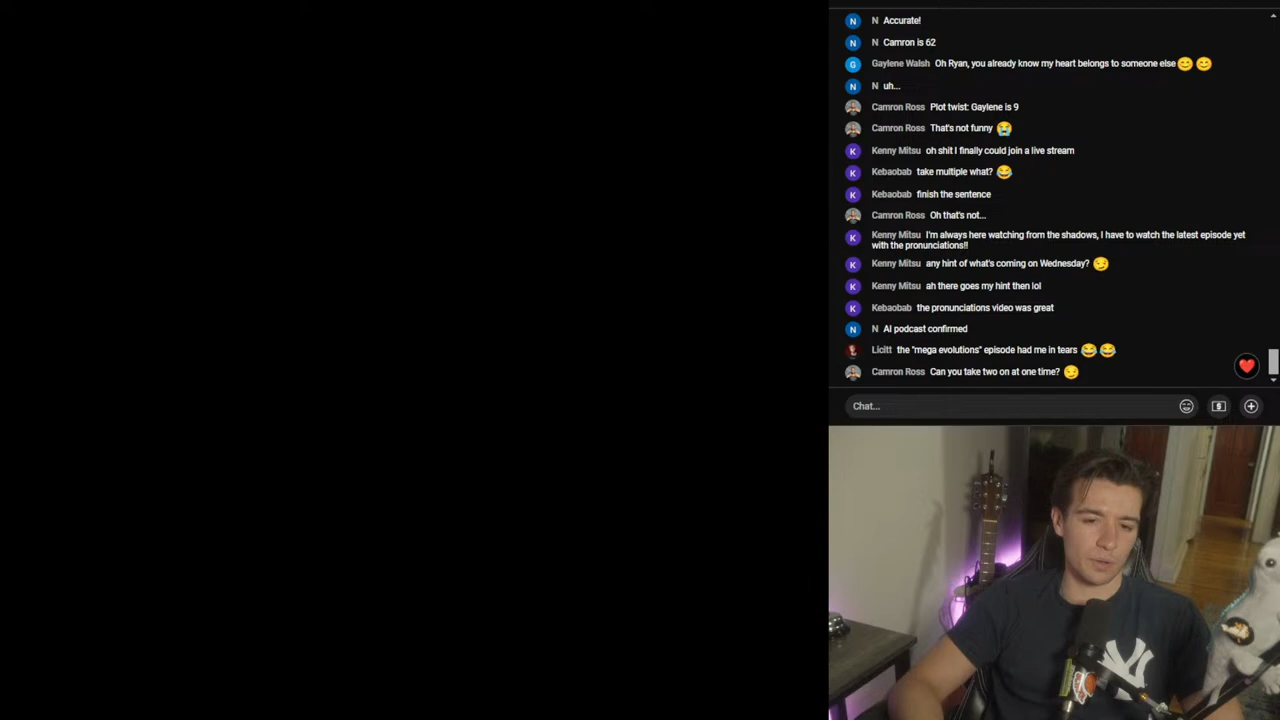 N Accurate!
N Camron is 62
Gaylene Walsh Oh Ryan, you already know my heart belongs to someone else😊 😊
N uh...
Camron Ross Plot twist: Gaylene is 9
Camron Ross That's not funny 😭
Kenny Mitsu oh shit I finally could join a live stream
Kebaobab take multiple what? 😂
Kebaobab finish the sentence
Camron Ross Oh that's not...
Kenny Mitsu I'm always here watching from the shadows, I have to watch the latest episode yet
with the pronunciations!!
Kenny Mitsu any hint of what's coming on Wednesday? 😏
Kenny Mitsu ah there goes my hint then lol
Kebaobab the pronunciations video was great
N AI podcast confirmed
Licitt the "mega evolutions" episode had me in tears 😂 😂
Camron Ross Can you take two on at one time? 😏
Chat...